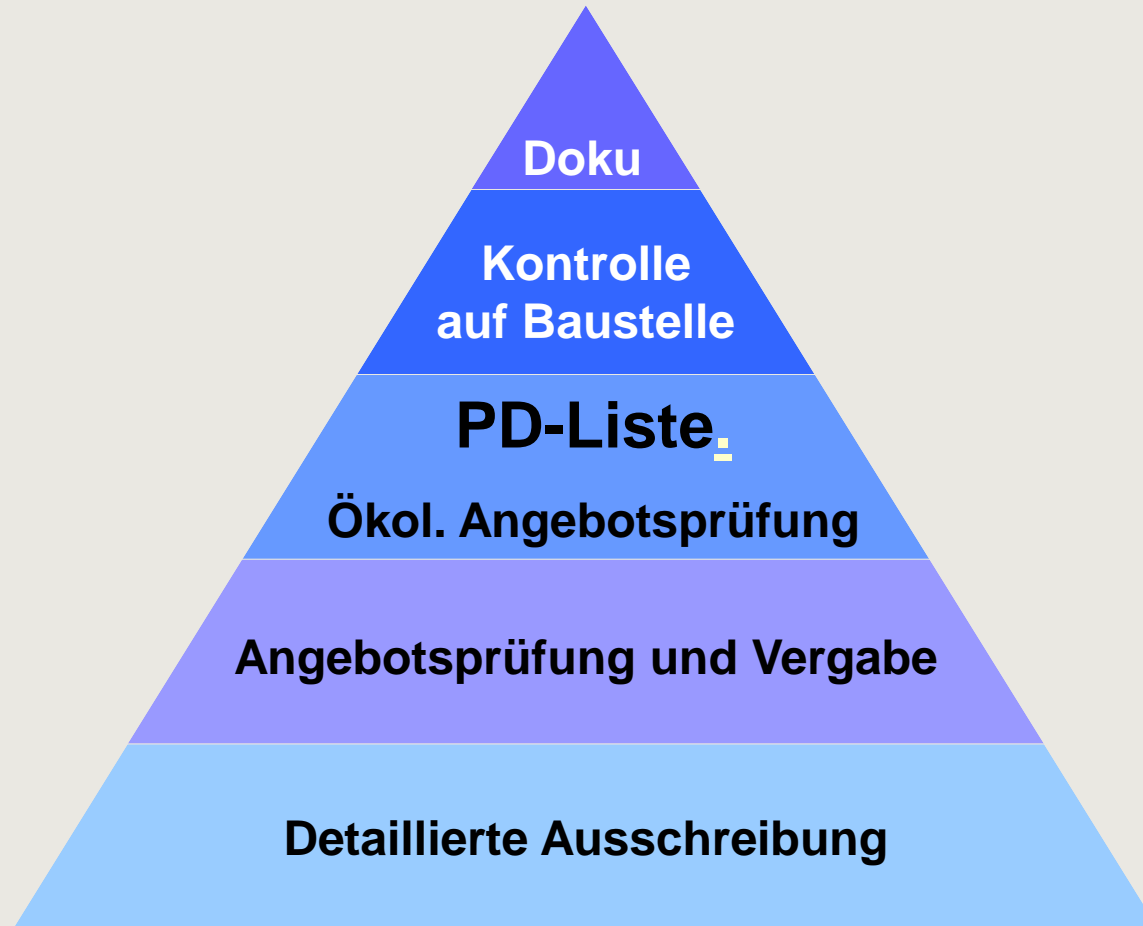 Doku
Kontrolle
auf Baustelle
PD-Liste.
Ökol. Angebotsprüfung
Angebotsprüfung und Vergabe
Detaillierte Ausschreibung